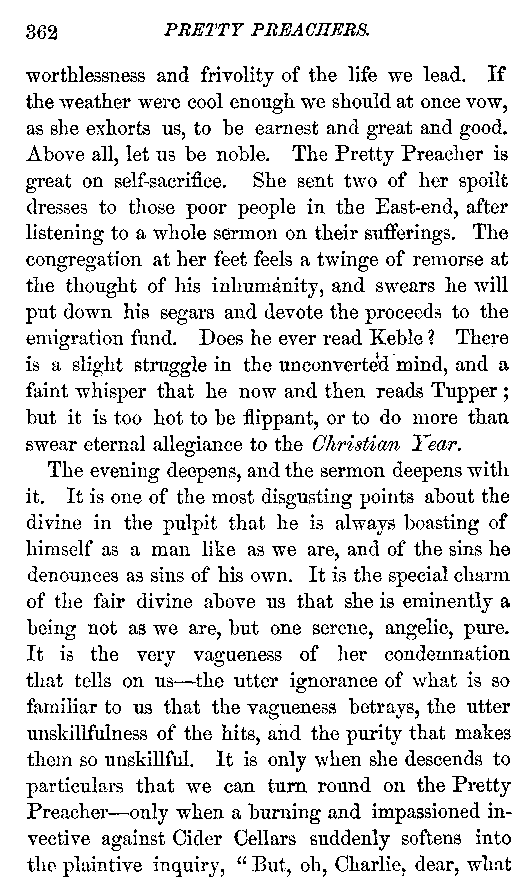 362 PRETTY PREACHERS.
worthlessness and frivolity of the life we lead. If
the weather were cool enough we should at once vow,
as she exhorts us, to be earnest and great and good.
Above all, let us be noble. The Pretty Preacher is
great on self-sacrifice. She sent two of her spoilt
dresses to those poor people in the East-end, after
listening to a whole sermon on their sufferings. The
congregation at her feet feels a twinge of remorse at
the thought of his inhumanity, and swears he will
put down his segars and devote the proceeds to the
emigration fund. Does he ever read Keble? There
is a slight struggle in the unconverted mind, and a
faint whisper that he now and then reads Tupper;
but it is too hot to be flippant, or to do more than
swear eternal allegiance to the Christian Year.
The evening deepens, and the sermon deepens with
it. It is one of the most disgusting points about the
divine in the pulpit that he is always boasting of
himself as a man like as we are, and of the sins he
denounces as sins of his own. It is the special charm
of the fair divine above us that she is eminently a
being not as we are, but one serene, angelic, pure.
It is the very vagueness of her condemnation
that tells on us—the utter ignorance of what is so
familiar to us that the vagueness betrays, the utter
unskillfulness of the hits, and the purity that makes
them so unskillful. It is only when she descends to
particulars that we can turn round on the Pretty
Preacher—only when a burning and impassioned in-
vective against Cider Cellars suddenly softens into
the plaintive inquiry, "But, oh, Charlie, dear, what